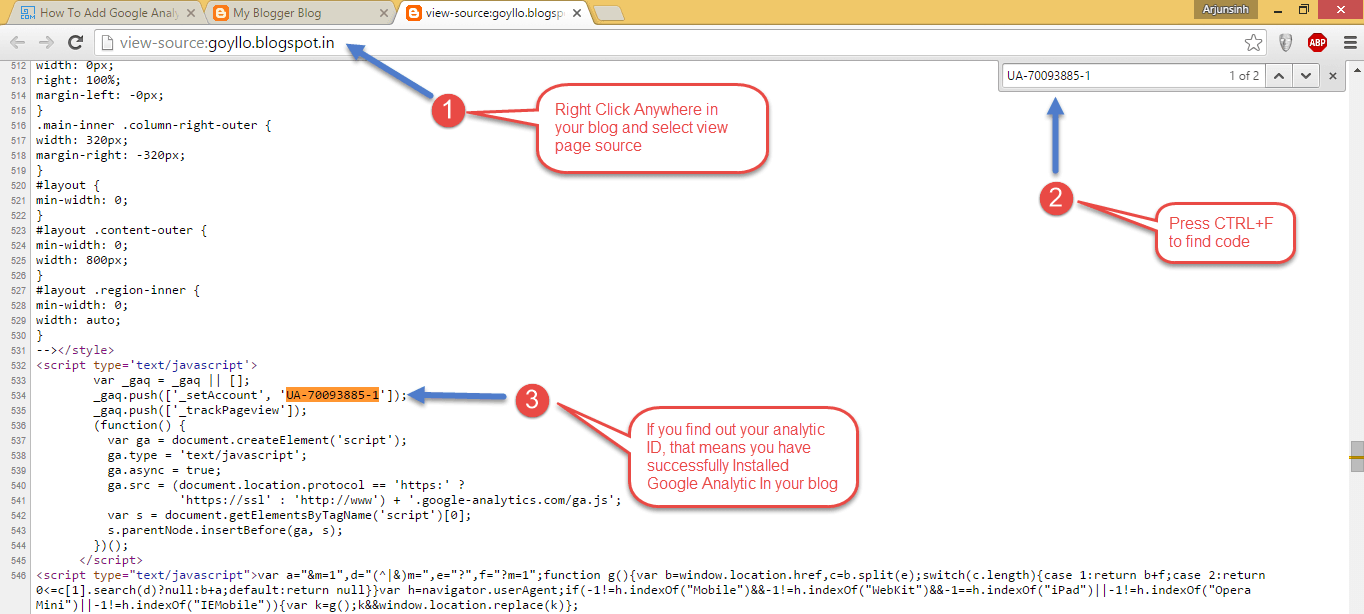 How To Add Google Analy
My Blogger Blog
view-source:goyllo.blogsp
Arjunsinh
view-source:goyllo.blogspot.in
ABP
UA-70093885-1
1 of 2
512 width: 0px;
513 right: 100%;
514 margin-left: -0px;
515 }
516 .main-inner .column-right-outer {
517 width: 320px;
518 margin-right: -320px;
519 }
520 #layout {
521 min-width: 0;
522 }
523 #layout .content-outer {
524 min-width: 0;
525 width: 800px;
526 }
527 #layout .region-inner {
528 min-width: 0;
529 width: auto;
530 }
531 --></style>
532 <script type='text/javascript'>
533 var _gaq = _gaq || [];
534 _gaq.push(['_setAccount', 'UA-70093885-1']);
535 _gaq.push(['_trackPageview']);
536 (function() {
537 var ga = document.createElement('script');
538 ga.type = 'text/javascript';
539 ga.async = true;
540 ga.src = (document.location.protocol == 'https:' ?
541 'https://ssl' : 'http://www') + '.google-analytics.com/ga.js';
542 var s = document.getElementsByTagName('script')[0];
543 s.parentNode.insertBefore(ga, s);
544 })();
545 </script>
546 <script type="text/javascript">var a="&m=1",d="(^|&)m=",e="?",f="?m=1";function g(){var b=window.location.href,c=b.split(e);switch(c.length){case 1:return b+f;case 2:return
0<=c[1].search(d)?null:b+a;default:return null}}var h=navigator.userAgent;if(-1!=h.indexOf("Mobile")&&-1!=h.indexOf("WebKit")&&-1==h.indexOf("iPad")||-1!=h.indexOf("Opera
Mini")||-1!=h.indexOf("IEMobile")){var k=g();k&&window.location.replace(k)};
1
Right Click Anywhere in
your blog and select view
page source
2
Press CTRL+F
to find code
3
If you find out your analytic
ID, that means you have
successfully Installed
Google Analytic In your blog